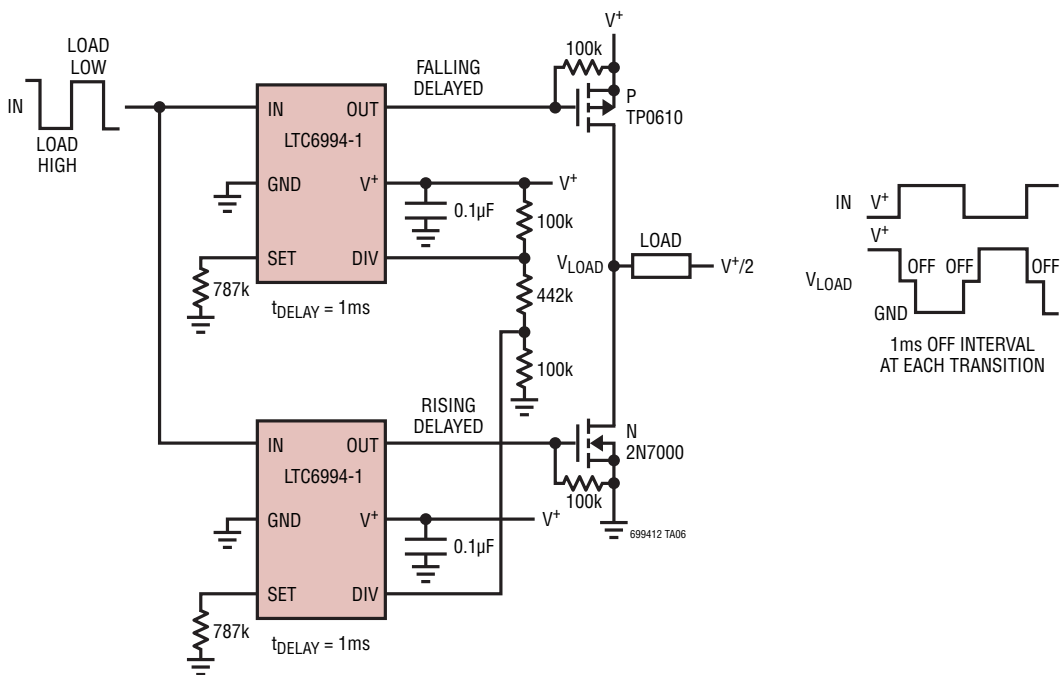 LOAD
LOW
IN
LOAD
HIGH
FALLING
DELAYED
IN
OUT
LTC6994-1
GND
V+
SET
DIV
787k
tDELAY = 1ms
0.1µF
V+
100k
442k
100k
V+
100k
P
TP0610
VLOAD
LOAD
V+/2
RISING
DELAYED
IN
OUT
LTC6994-1
GND
V+
SET
DIV
787k
tDELAY = 1ms
0.1µF
V+
N
2N7000
100k
699412 TA06
IN
V+
V+
OFF
OFF
OFF
VLOAD
GND
1ms OFF INTERVAL
AT EACH TRANSITION